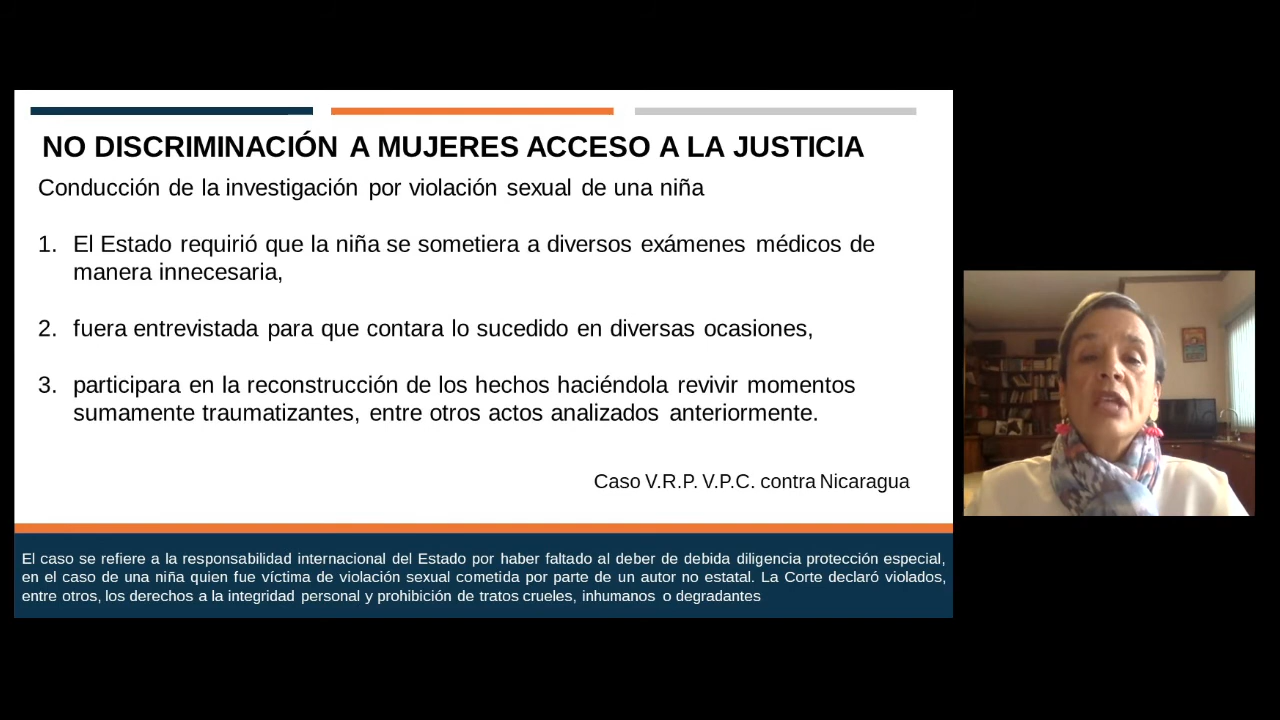 NO DISCRIMINACIÓN A MUJERES ACCESO A LA JUSTICIA
Conducción de la investigación por violación sexual de una niña
1. El Estado requirió que la niña se sometiera a diversos exámenes médicos de
manera innecesaria,
2. fuera entrevistada para que contara lo sucedido en diversas ocasiones,
3. participara en la reconstrucción de los hechos haciéndola revivir momentos
sumamente traumatizantes, entre otros actos analizados anteriormente.
Caso V.R.P. V.P.C. contra Nicaragua
El caso se refiere a la responsabilidad internacional del Estado por haber faltado al deber de debida diligencia protección especial,
en el caso de una niña quien fue víctima de violación sexual cometida por parte de un autor no estatal. La Corte declaró violados,
entre otros, los derechos a la integridad personal y prohibición de tratos crueles, inhumanos o degradantes